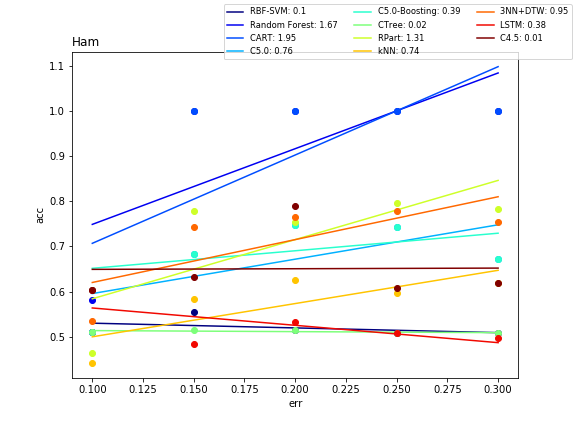 RBF-SVM: 0.1
Random Forest: 1.67
CART: 1.95
C5.0: 0.76
C5.0-Boosting: 0.39
CTree: 0.02
RPart: 1.31
kNN: 0.74
3NN+DTW: 0.95
LSTM: 0.38
C4.5: 0.01
Ham
1.1
1.0
0.9
0.8
0.7
0.6
0.5
acc
0.100
0.125
0.150
0.175
0.200
0.225
0.250
0.275
0.300
err